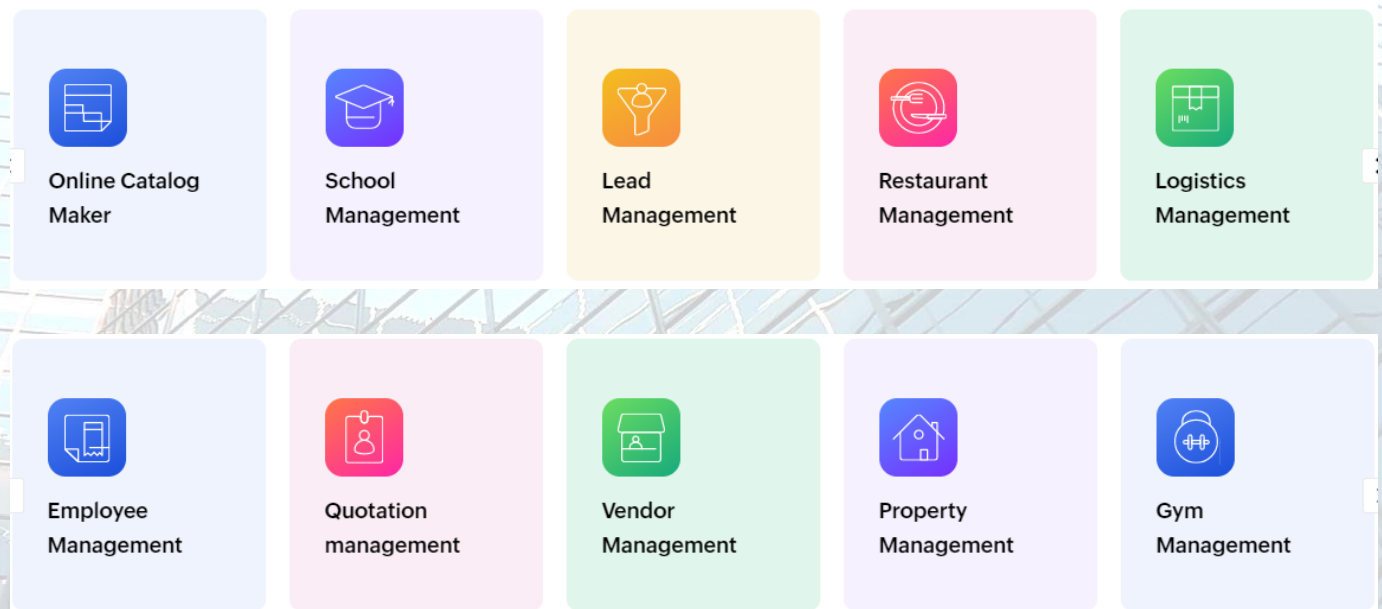 Online Catalog
Maker
School
Management
Lead
Management
Restaurant
Management
Logistics
Management
Employee
Management
Quotation
management
Vendor
Management
Property
Management
Gym
Management